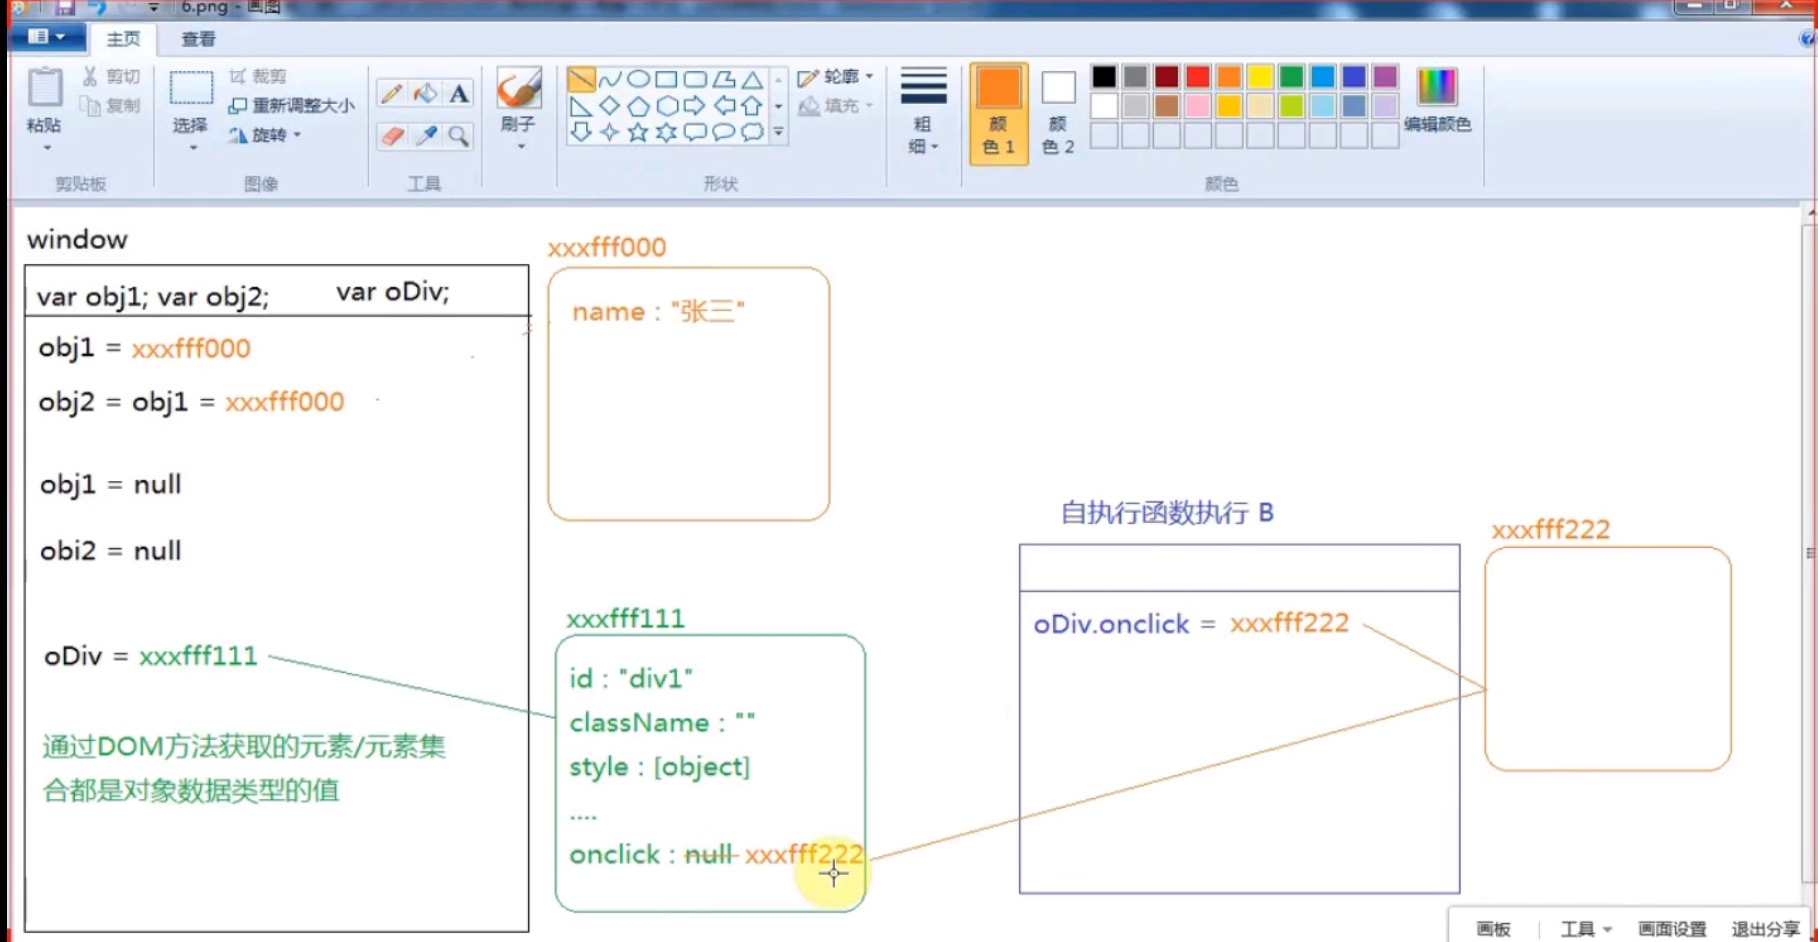 6.png - 画图
主页 查看
剪切
复制
粘贴
剪贴板
裁剪
重新调整大小
旋转
选择
图像
A
工具
刷子
轮廓
填充
形状
粗细
颜色 1
颜色 2
编辑颜色
颜色
window
var obj1; var obj2; var oDiv;
obj1 = xxxfff000
obj2 = obj1 = xxxfff000
obj1 = null
obi2 = null
oDiv = xxxfff111
通过DOM方法获取的元素/元素集
合都是对象数据类型的值
xxxfff000
name : "张三"
xxxfff111
id : "div1"
className : ""
style : [object]
....
onclick : null xxxfff222
自执行函数执行 B
oDiv.onclick = xxxfff222
xxxfff222
画板 工具 画面设置 退出分享